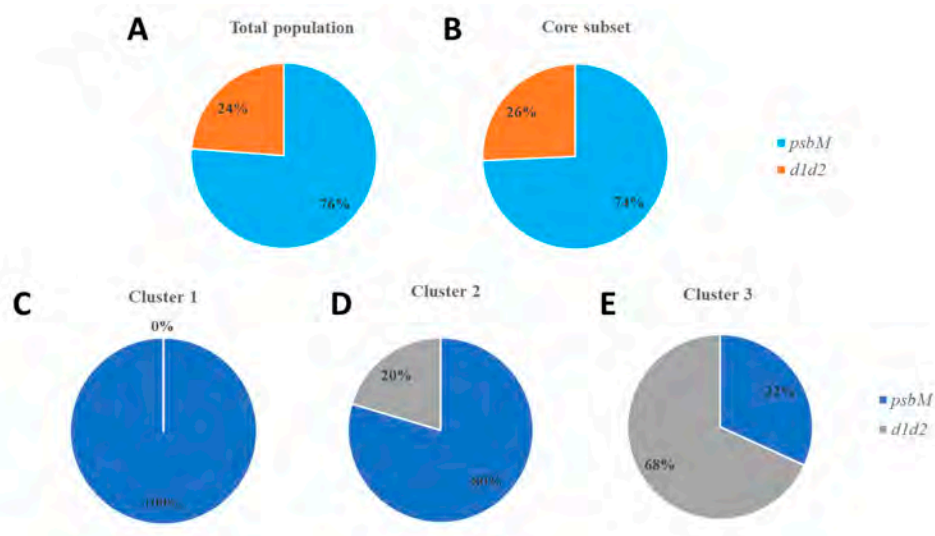 A Total population B Core subset
24%
76%
26%
74%
psbM
d1d2
C Cluster 1 D Cluster 2 E Cluster 3
0%
100%
20%
80%
32%
68%
psbM
d1d2